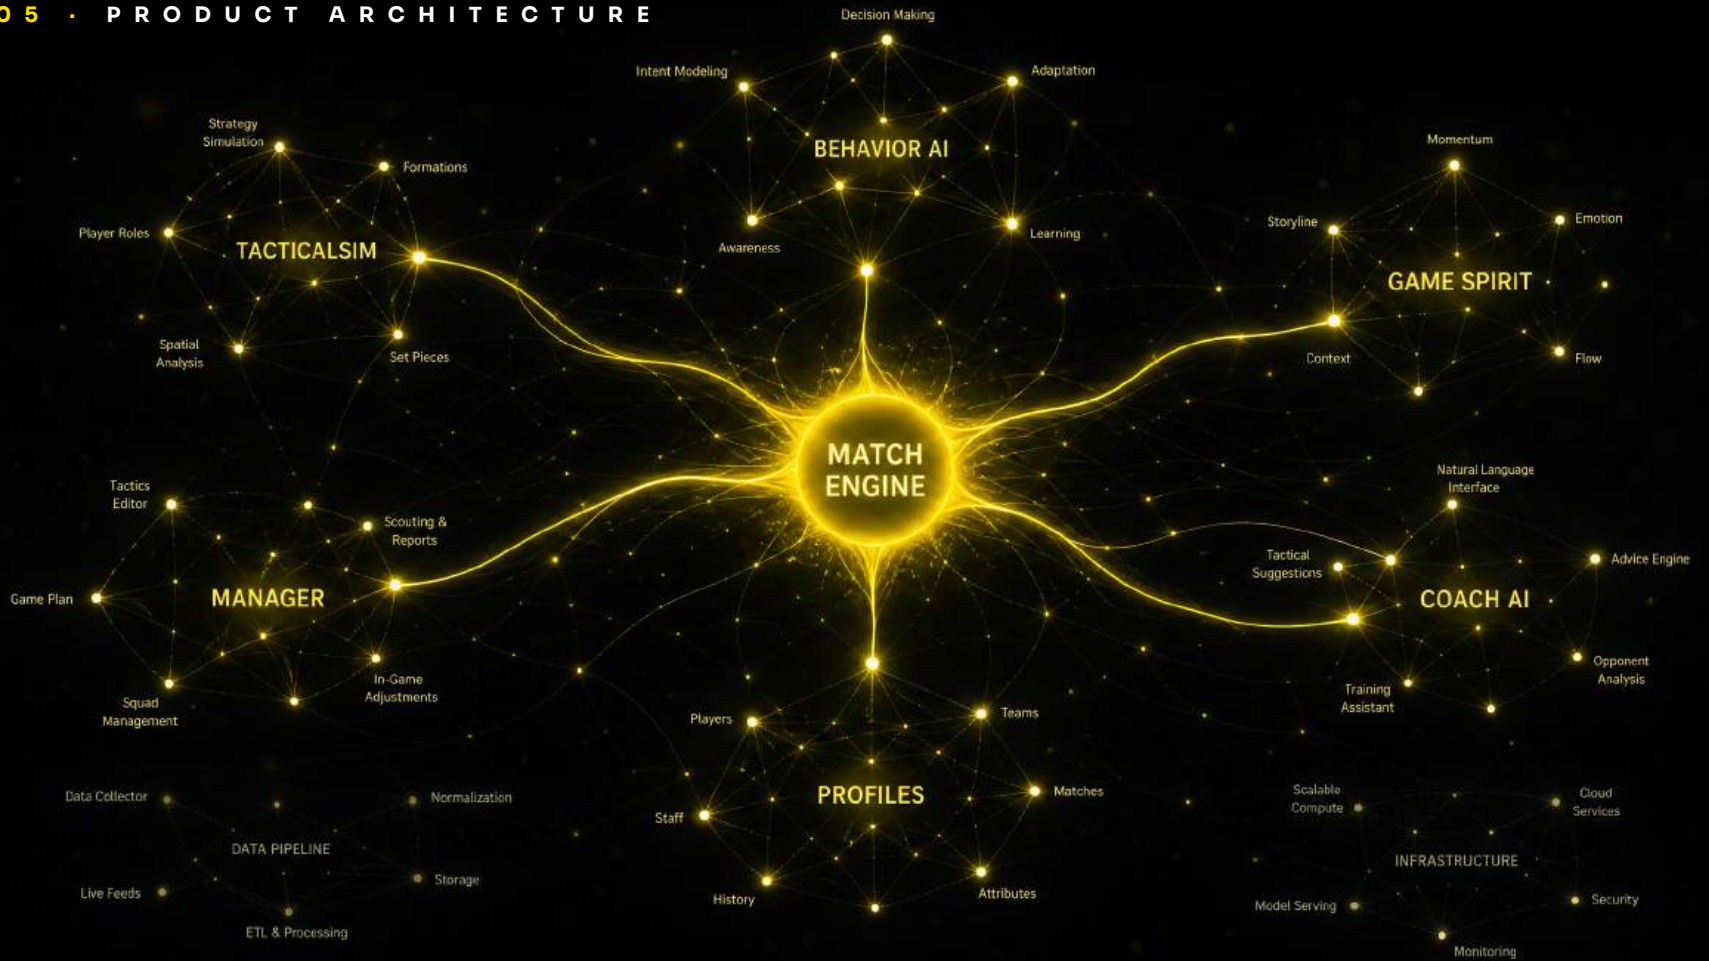 05 · PRODUCT ARCHITECTURE
Decision Making
Intent Modeling
Adaptation
BEHAVIOR AI
Awareness
Learning
Strategy
Simulation
Formations
Player Roles
TACTICALSIM
Spatial
Analysis
Set Pieces
Momentum
Storyline
Emotion
GAME SPIRIT
Context
Flow
MATCH
ENGINE
Tactics
Editor
Scouting &
Reports
Game Plan
MANAGER
In-Game
Adjustments
Squad
Management
Natural Language
Interface
Tactical
Suggestions
Advice Engine
COACH AI
Opponent
Analysis
Training
Assistant
Players
Teams
PROFILES
Matches
Staff
History
Attributes
Data Collector
Normalization
DATA PIPELINE
Live Feeds
Storage
ETL & Processing
Scalable
Compute
Cloud
Services
INFRASTRUCTURE
Model Serving
Security
Monitoring